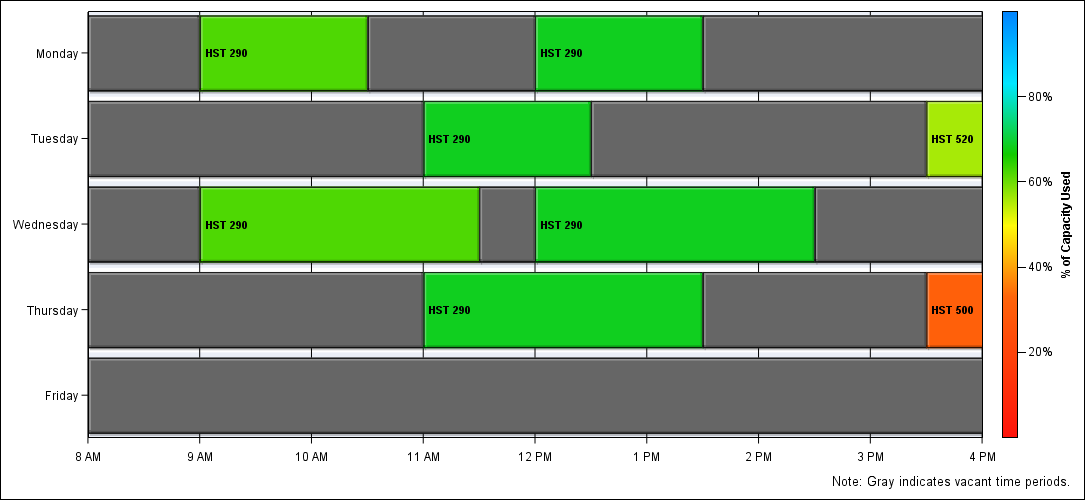 Monday
HST 290
HST 290
Tuesday
HST 290
HST 520
Wednesday
HST 290
HST 290
Thursday
HST 290
HST 500
Friday
8 AM
9 AM
10 AM
11 AM
12 PM
1 PM
2 PM
3 PM
4 PM
80%
60%
40%
20%
% of Capacity Used
Note: Gray indicates vacant time periods.